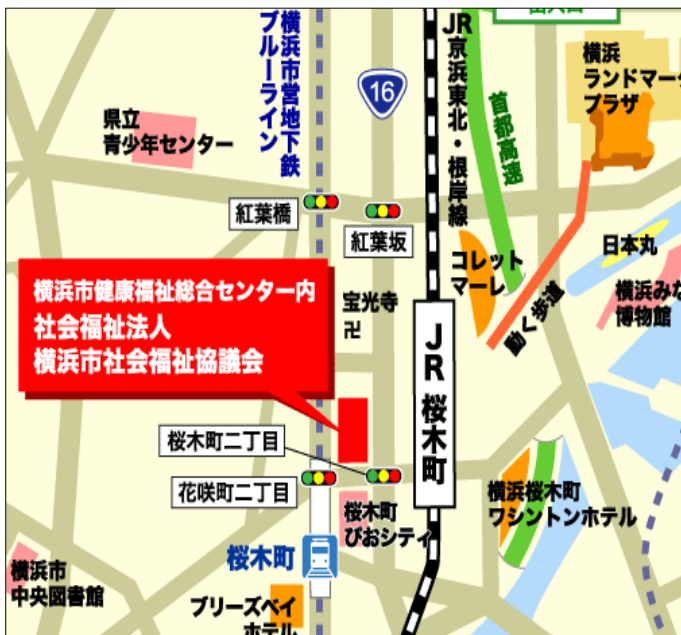 横浜市営地下鉄
ブルーライン
16
JR
京浜東北・根岸線
首都高速
横浜
ランドマーク
プラザ
県立
青少年センター
紅葉橋
紅葉坂
コレット
マーレ
動く歩道
日本丸
横浜みな
博物館
横浜市健康福祉総合センター内
社会福祉法人
横浜市社会福祉協議会
宝光寺
卍
JR 桜木町
桜木町二丁目
花咲町二丁目
桜木町
ぴおシティ
横浜桜木町
ワシントンホテル
桜木町
横浜市
中央図書館
ブリーズベイ
ホテル